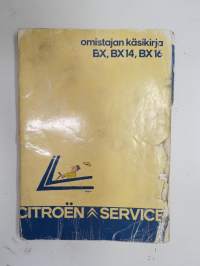 omistajan käsikirja
BX, BX14, BX16
CITROËN SERVICE